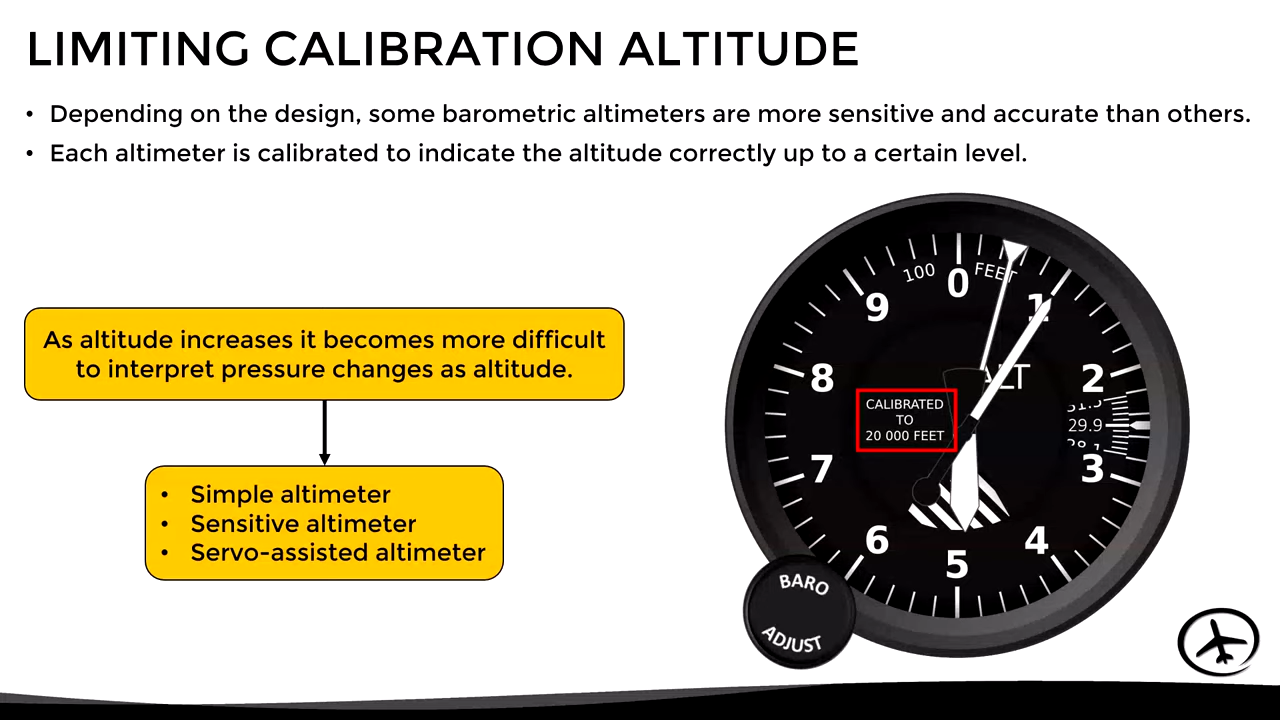 LIMITING CALIBRATION ALTITUDE
• Depending on the design, some barometric altimeters are more sensitive and accurate than others.
• Each altimeter is calibrated to indicate the altitude correctly up to a certain level.
As altitude increases it becomes more difficult
to interpret pressure changes as altitude.
• Simple altimeter
• Sensitive altimeter
• Servo-assisted altimeter
100 FEET
0
1
2
3
4
5
6
7
8
9
ALT
CALIBRATED
TO
20 000 FEET
29.9
BARO
ADJUST